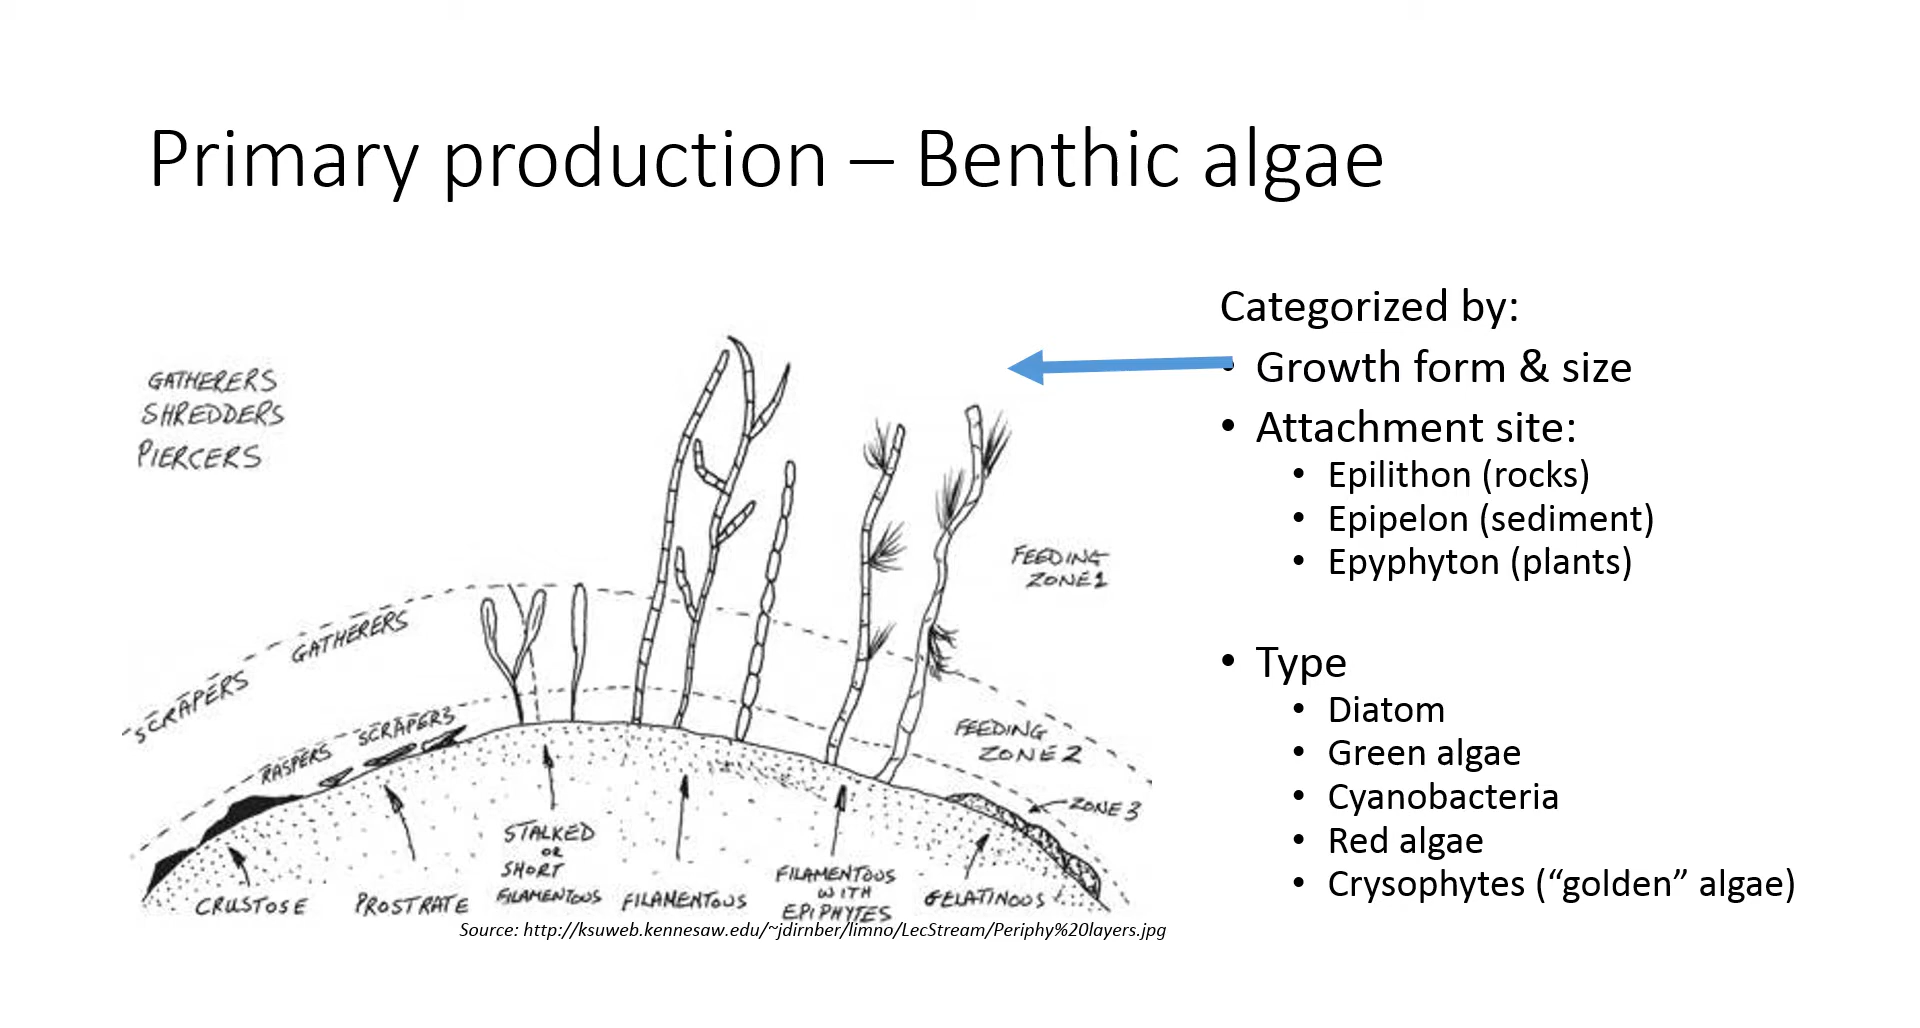 Primary production – Benthic algae
GATHERERS
SHREDDERS
PIERCERS
GATHERERS
SCRAPERS
RASPERS
SCRAPERS
FEEDING
ZONE 1
FEEDING
ZONE 2
ZONE 3
CRUSTOSE
PROSTRATE
STALKED
OR
SHORT
FILAMENTOUS
FILAMENTOUS
FILAMENTOUS
WITH
EPIPHYTES
GELATINOUS
Source: http://ksuweb.kennesaw.edu/~jdirnber/limno/LecStream/Periphy%20layers.jpg
Categorized by:
• Growth form & size
• Attachment site:
• Epilithon (rocks)
• Epipelon (sediment)
• Epyphyton (plants)
• Type
• Diatom
• Green algae
• Cyanobacteria
• Red algae
• Crysophytes (“golden” algae)